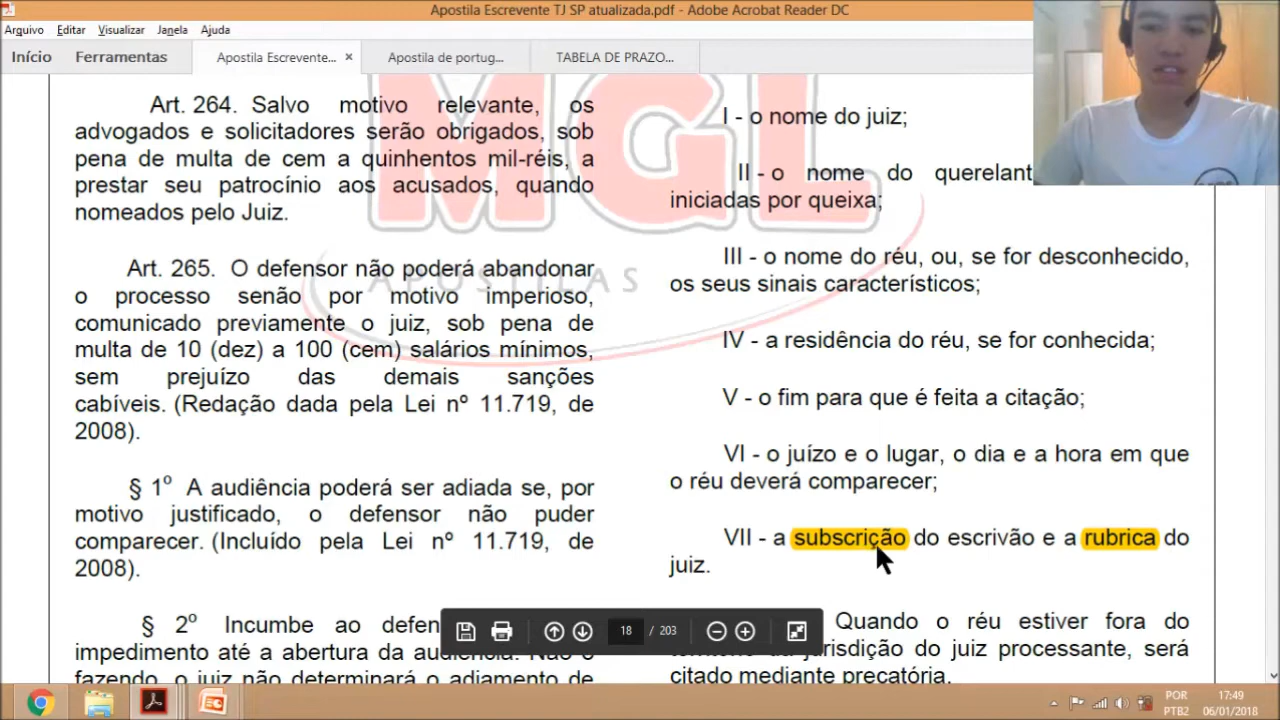 Apostila Escrevente TJ SP atualizada.pdf - Adobe Acrobat Reader DC
Arquivo Editar Visualizar Janela Ajuda
Início Ferramentas Apostila Escrevente... × Apostila de portug... TABELA DE PRAZO...
MGL
APOSTILAS
Art. 264. Salvo motivo relevante, os
advogados e solicitadores serão obrigados, sob
pena de multa de cem a quinhentos mil-réis, a
prestar seu patrocínio aos acusados, quando
nomeados pelo Juiz.
Art. 265. O defensor não poderá abandonar
o processo senão por motivo imperioso,
comunicado previamente o juiz, sob pena de
multa de 10 (dez) a 100 (cem) salários mínimos,
sem prejuízo das demais sanções
cabíveis. (Redação dada pela Lei nº 11.719, de
2008).
§ 1º A audiência poderá ser adiada se, por
motivo justificado, o defensor não puder
comparecer. (Incluído pela Lei nº 11.719, de
2008).
§ 2º Incumbe ao defen
impedimento até a abertura da audiência. Não o
fazendo, o juiz não determinará o adiamento de
I - o nome do juiz;
II - o nome do querelant
iniciadas por queixa;
III - o nome do réu, ou, se for desconhecido,
os seus sinais característicos;
IV - a residência do réu, se for conhecida;
V - o fim para que é feita a citação;
VI - o juízo e o lugar, o dia e a hora em que
o réu deverá comparecer;
VII - a subscrição do escrivão e a rubrica do
juiz.
Quando o réu estiver fora do
território da jurisdição do juiz processante, será
citado mediante precatória.
18 / 203
POR
PTB2
17:49
06/01/2018